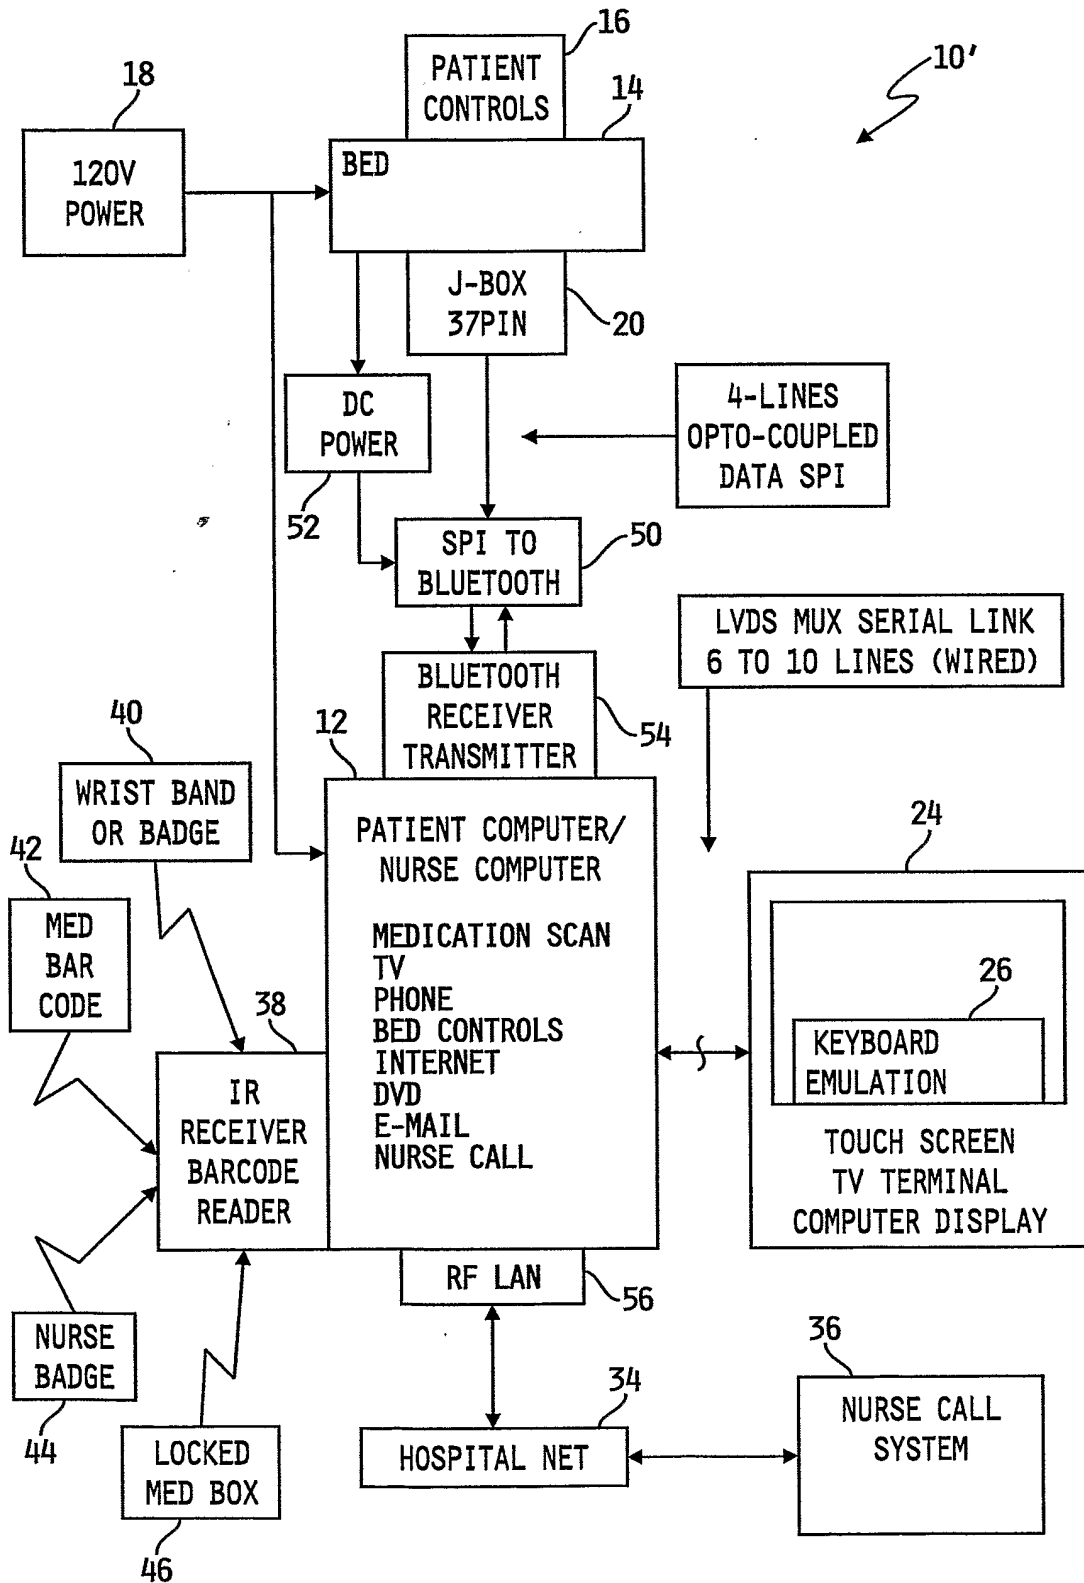 16
PATIENT
CONTROLS
10'
18
14
120V
POWER
BED
J-BOX
37PIN
20
DC
POWER
4-LINES
OPTO-COUPLED
DATA SPI
52
SPI TO
BLUETOOTH
50
LVDS MUX SERIAL LINK
6 TO 10 LINES (WIRED)
BLUETOOTH
RECEIVER
TRANSMITTER
54
40
12
WRIST BAND
OR BADGE
PATIENT COMPUTER/
NURSE COMPUTER
24
42
MED
BAR
CODE
MEDICATION SCAN
TV
PHONE
BED CONTROLS
INTERNET
DVD
E-MAIL
NURSE CALL
26
KEYBOARD
EMULATION
38
IR
RECEIVER
BARCODE
READER
TOUCH SCREEN
TV TERMINAL
COMPUTER DISPLAY
RF LAN
56
NURSE
BADGE
44
36
34
NURSE CALL
SYSTEM
LOCKED
MED BOX
46
HOSPITAL NET